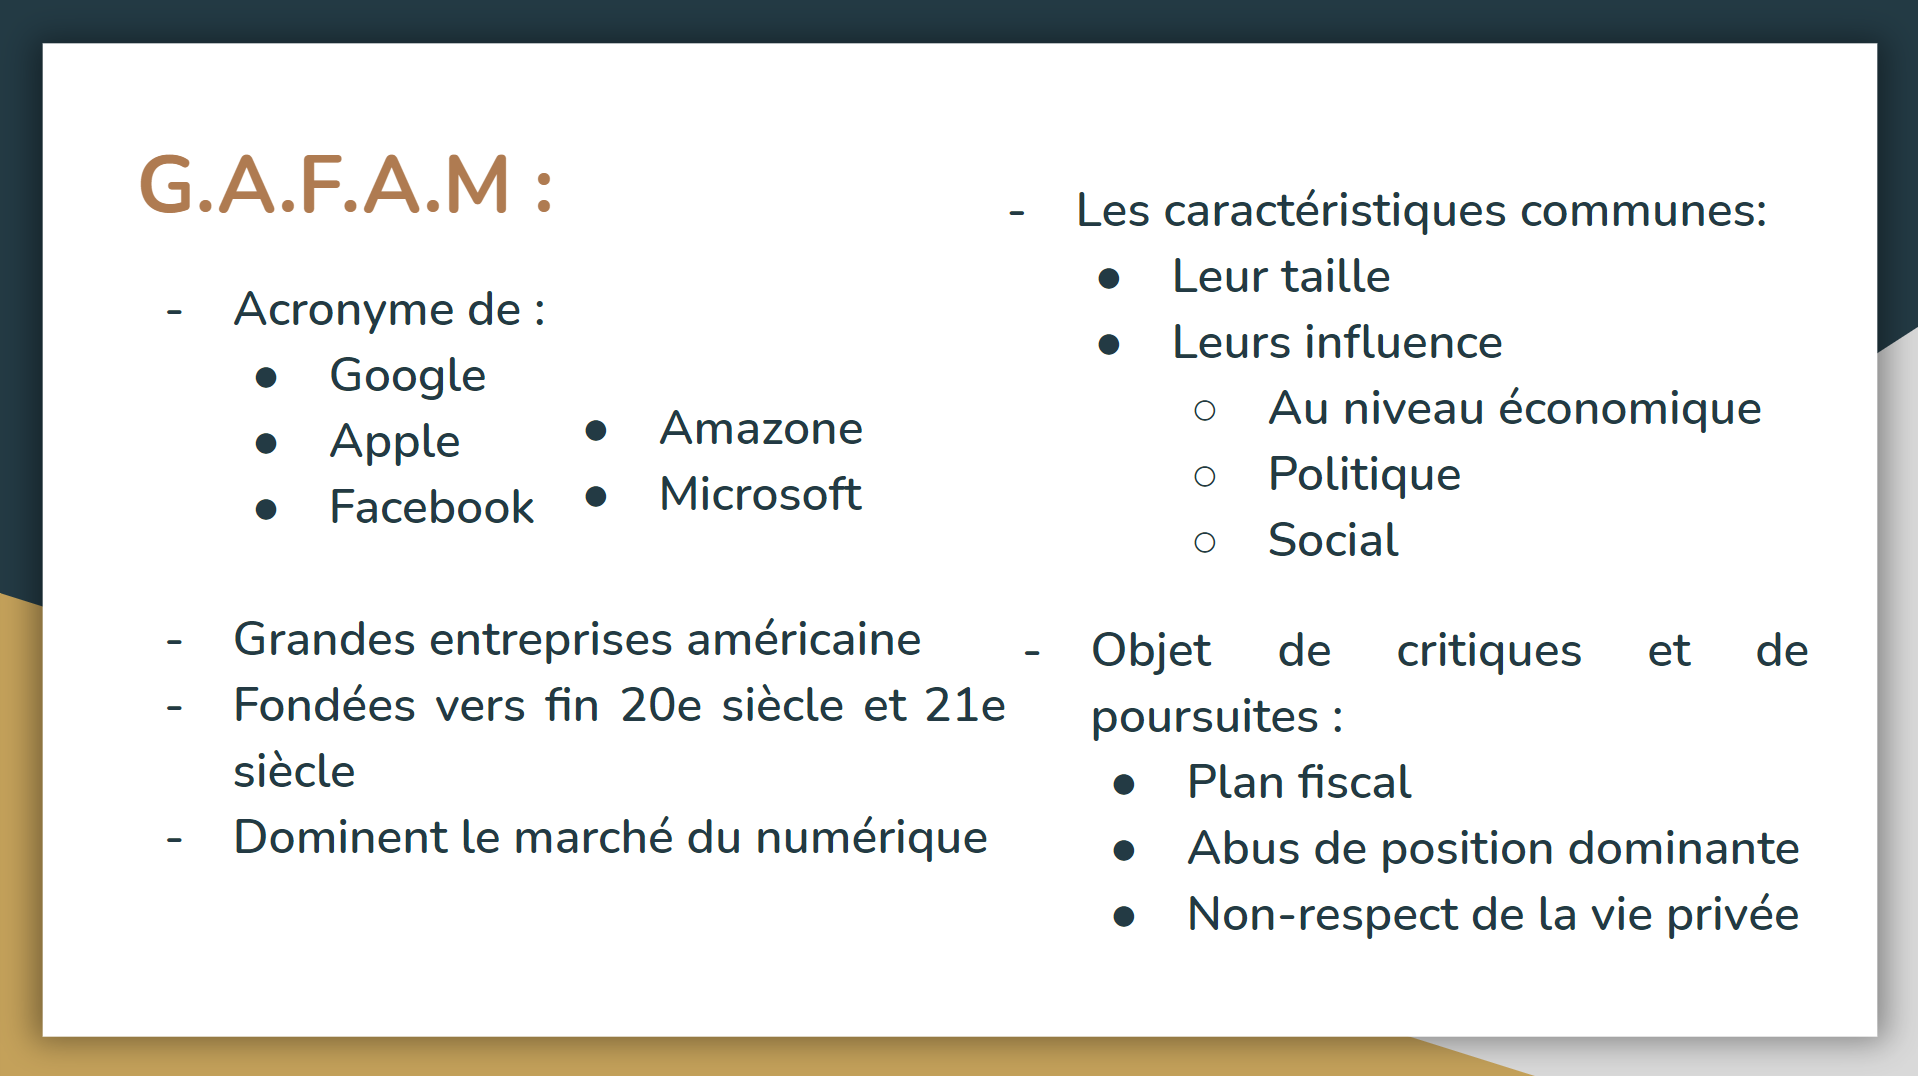 G.A.F.A.M :
- Acronyme de :
● Google
● Apple
● Facebook
● Amazone
● Microsoft
- Grandes entreprises américaine
- Fondées vers fin 20e siècle et 21e
siècle
- Dominent le marché du numérique
- Les caractéristiques communes:
● Leur taille
● Leurs influence
○ Au niveau économique
○ Politique
○ Social
- Objet de critiques et de
poursuites :
● Plan fiscal
● Abus de position dominante
● Non-respect de la vie privée